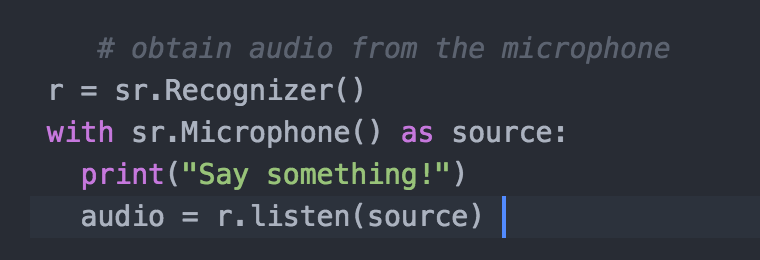 # obtain audio from the microphone
r = sr.Recognizer()
with sr.Microphone() as source:
  print("Say something!")
  audio = r.listen(source)